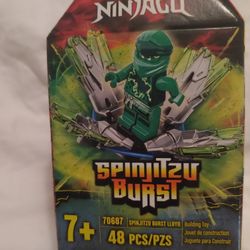 NINJAGO
SPINJITZU
BURST
7+
70687 SPINJITZU BURST LLOYD
48 PCS/PZS
Building Toy
Jouet de construction
Juguete para Construir